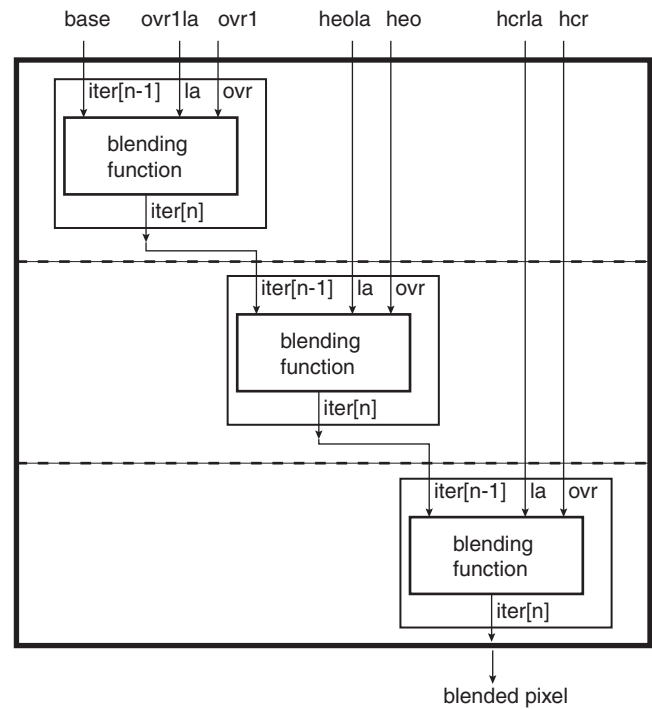 base ovr1la ovr1 heola heo hcrla hcr
iter[n-1] la ovr
blending
function
iter[n]
iter[n-1] la ovr
blending
function
iter[n]
iter[n-1] la ovr
blending
function
iter[n]
blended pixel